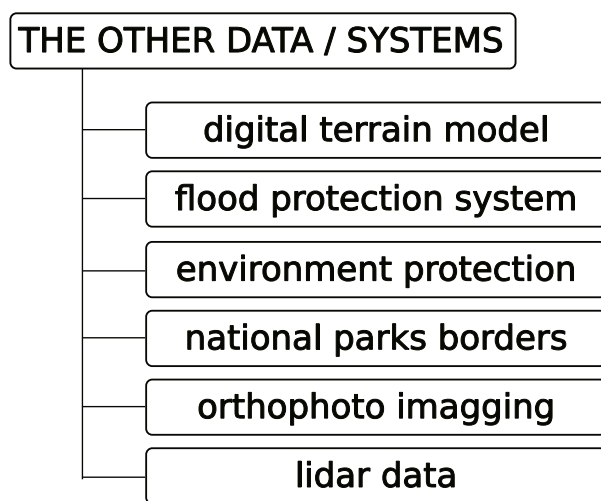 THE OTHER DATA / SYSTEMS
digital terrain model
flood protection system
environment protection
national parks borders
orthophoto imagging
lidar data